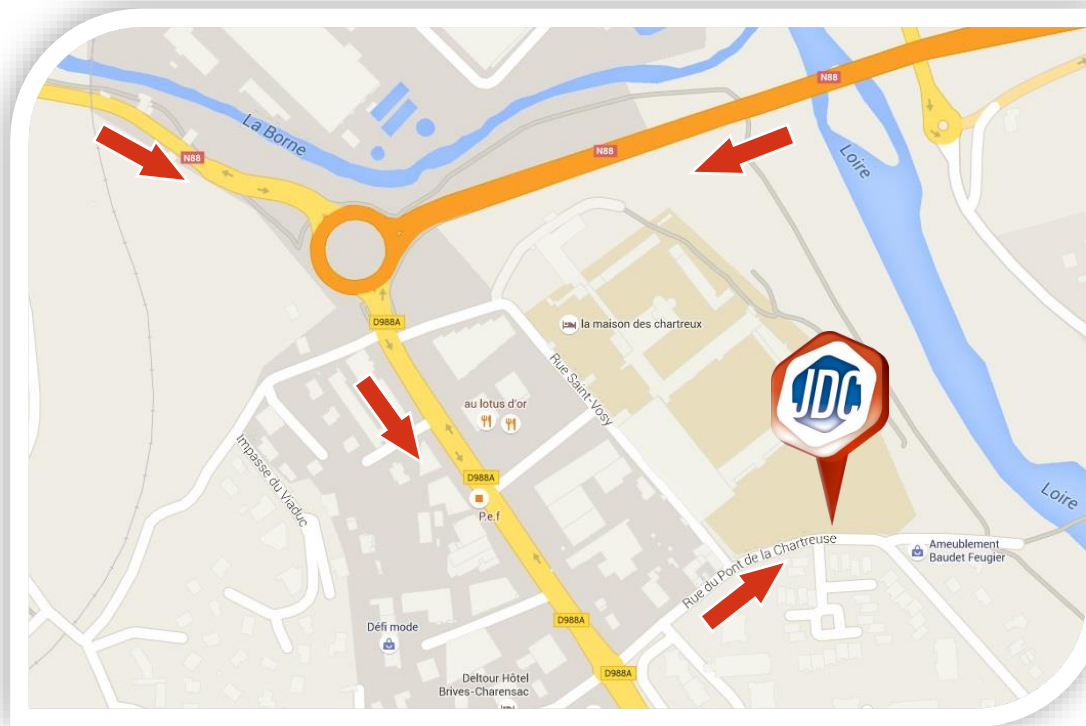 N88
La Borne
N88
N88
Loire
D988A
la maison des chartreux
Rue Saint-Vosy
JDC
au lotus d'or
Impasse du Viaduc
D988A
P.e.f
Loire
Rue du Pont de la Chartreuse
Ameublement
Baudet Feugier
D988A
Défi mode
D988A
Deltour Hôtel
Brives-Charensac